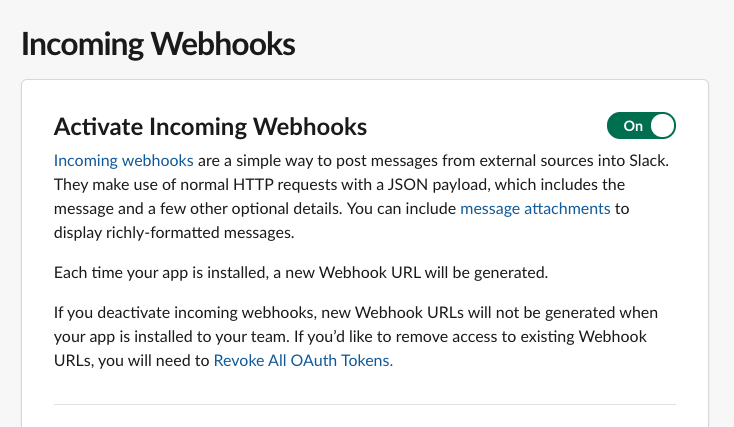 Incoming Webhooks
Activate Incoming Webhooks
On
Incoming webhooks are a simple way to post messages from external sources into Slack.
They make use of normal HTTP requests with a JSON payload, which includes the
message and a few other optional details. You can include message attachments to
display richly-formatted messages.
Each time your app is installed, a new Webhook URL will be generated.
If you deactivate incoming webhooks, new Webhook URLs will not be generated when
your app is installed to your team. If you’d like to remove access to existing Webhook
URLs, you will need to Revoke All OAuth Tokens.